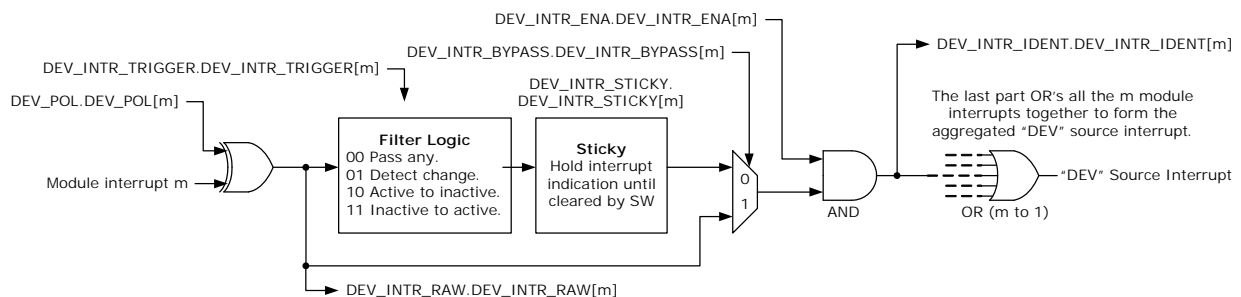 DEV_INTR_ENA.DEV_INTR_ENA[m]
DEV_INTR_BYPASS.DEV_INTR_BYPASS[m]
DEV_INTR_IDENT.DEV_INTR_IDENT[m]
DEV_INTR_TRIGGER.DEV_INTR_TRIGGER[m]
DEV_INTR_STICKY.
DEV_INTR_STICKY[m]
DEV_POL.DEV_POL[m]
The last part OR's all the m module
interrupts together to form the
aggregated “DEV” source interrupt.
Filter Logic
00 Pass any.
01 Detect change.
10 Active to inactive.
11 Inactive to active.
Sticky
Hold interrupt
indication until
cleared by SW
0
1
Module interrupt m
AND
“DEV” Source Interrupt
OR (m to 1)
DEV_INTR_RAW.DEV_INTR_RAW[m]